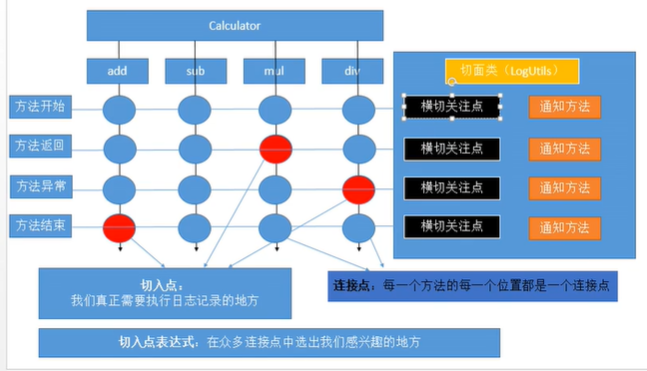 Calculator
add
sub
mul
div
切面类（LogUtils）
方法开始
横切关注点
通知方法
方法返回
横切关注点
通知方法
方法异常
横切关注点
通知方法
方法结束
横切关注点
通知方法
切入点：
我们真正需要执行日志记录的地方
连接点：每一个方法的每一个位置都是一个连接点
切入点表达式：在众多连接点中选出我们感兴趣的地方